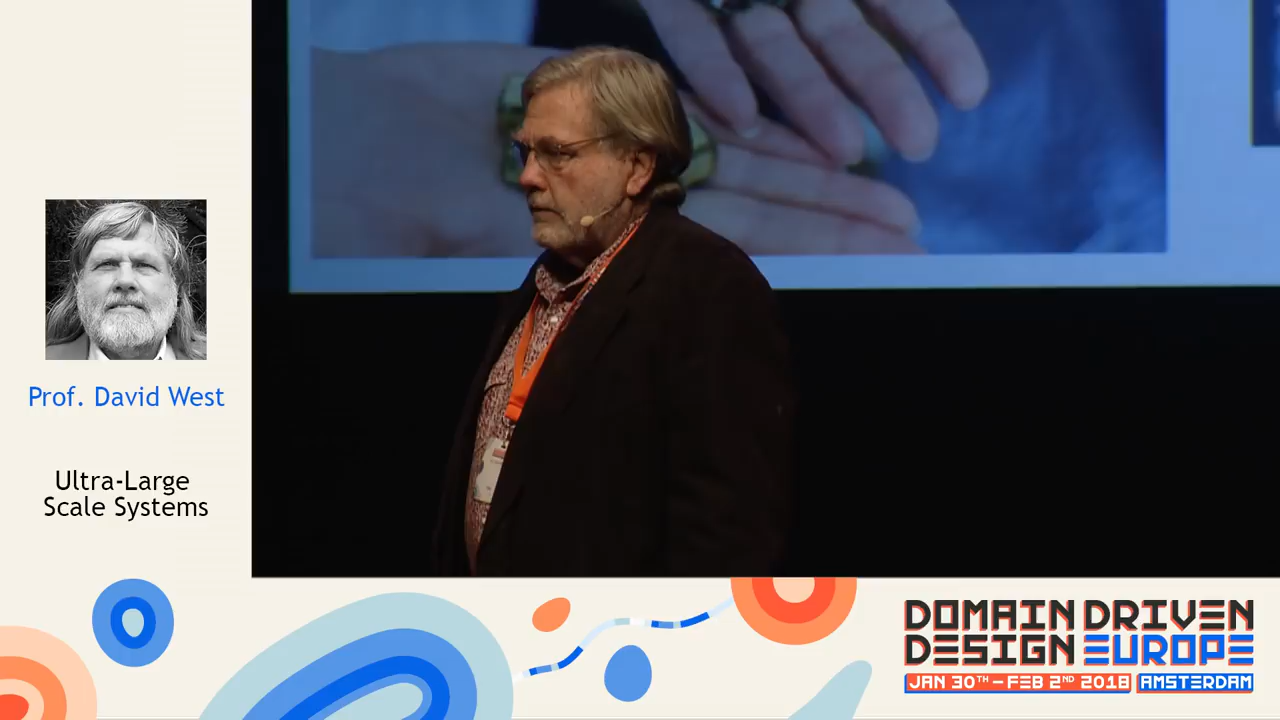 Prof. David West
Ultra-Large
Scale Systems
DOMAIN DRIVEN
DESIGN EUROPE
JAN 30TH - FEB 2ND 2018 AMSTERDAM